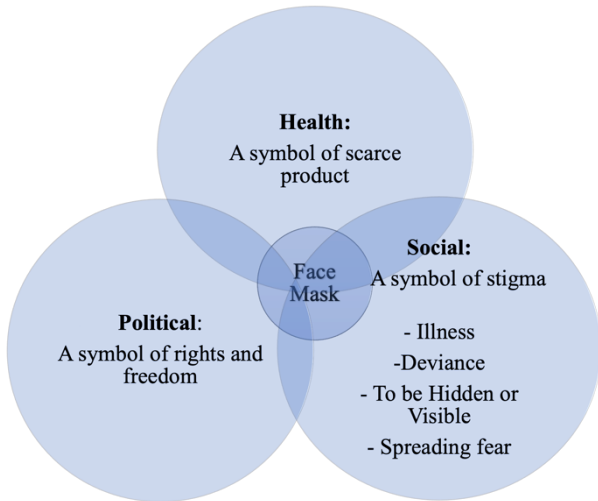 Health:
A symbol of scarce
product
Face
Mask
Social:
A symbol of stigma
- Illness
-Deviance
- To be Hidden or
Visible
- Spreading fear
Political:
A symbol of rights and
freedom